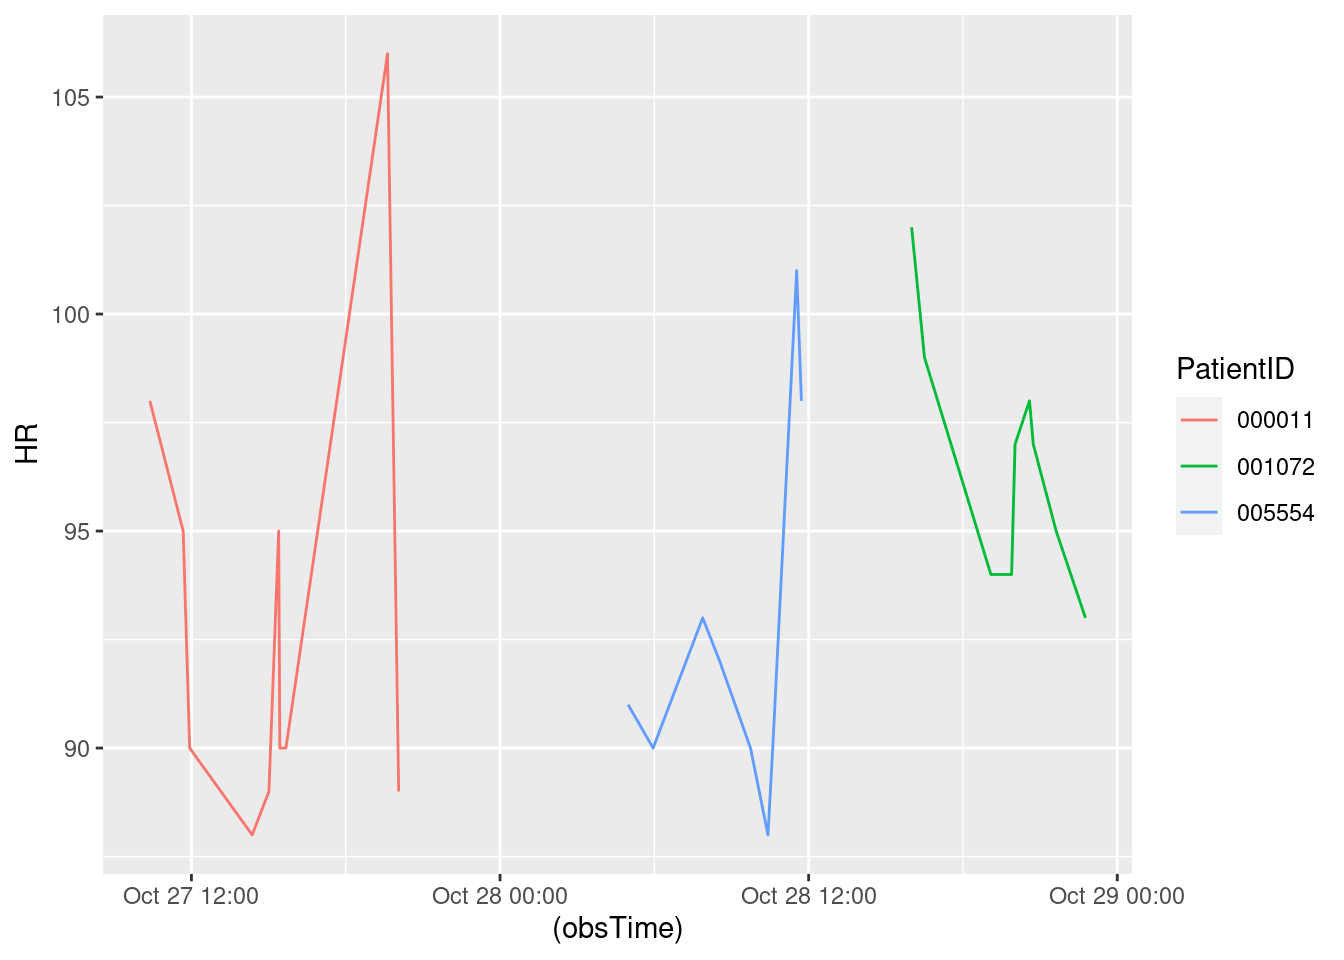 105
100
95
90
HR
Oct 27 12:00
Oct 28 00:00
Oct 28 12:00
Oct 29 00:00
(obsTime)
PatientID
000011
001072
005554